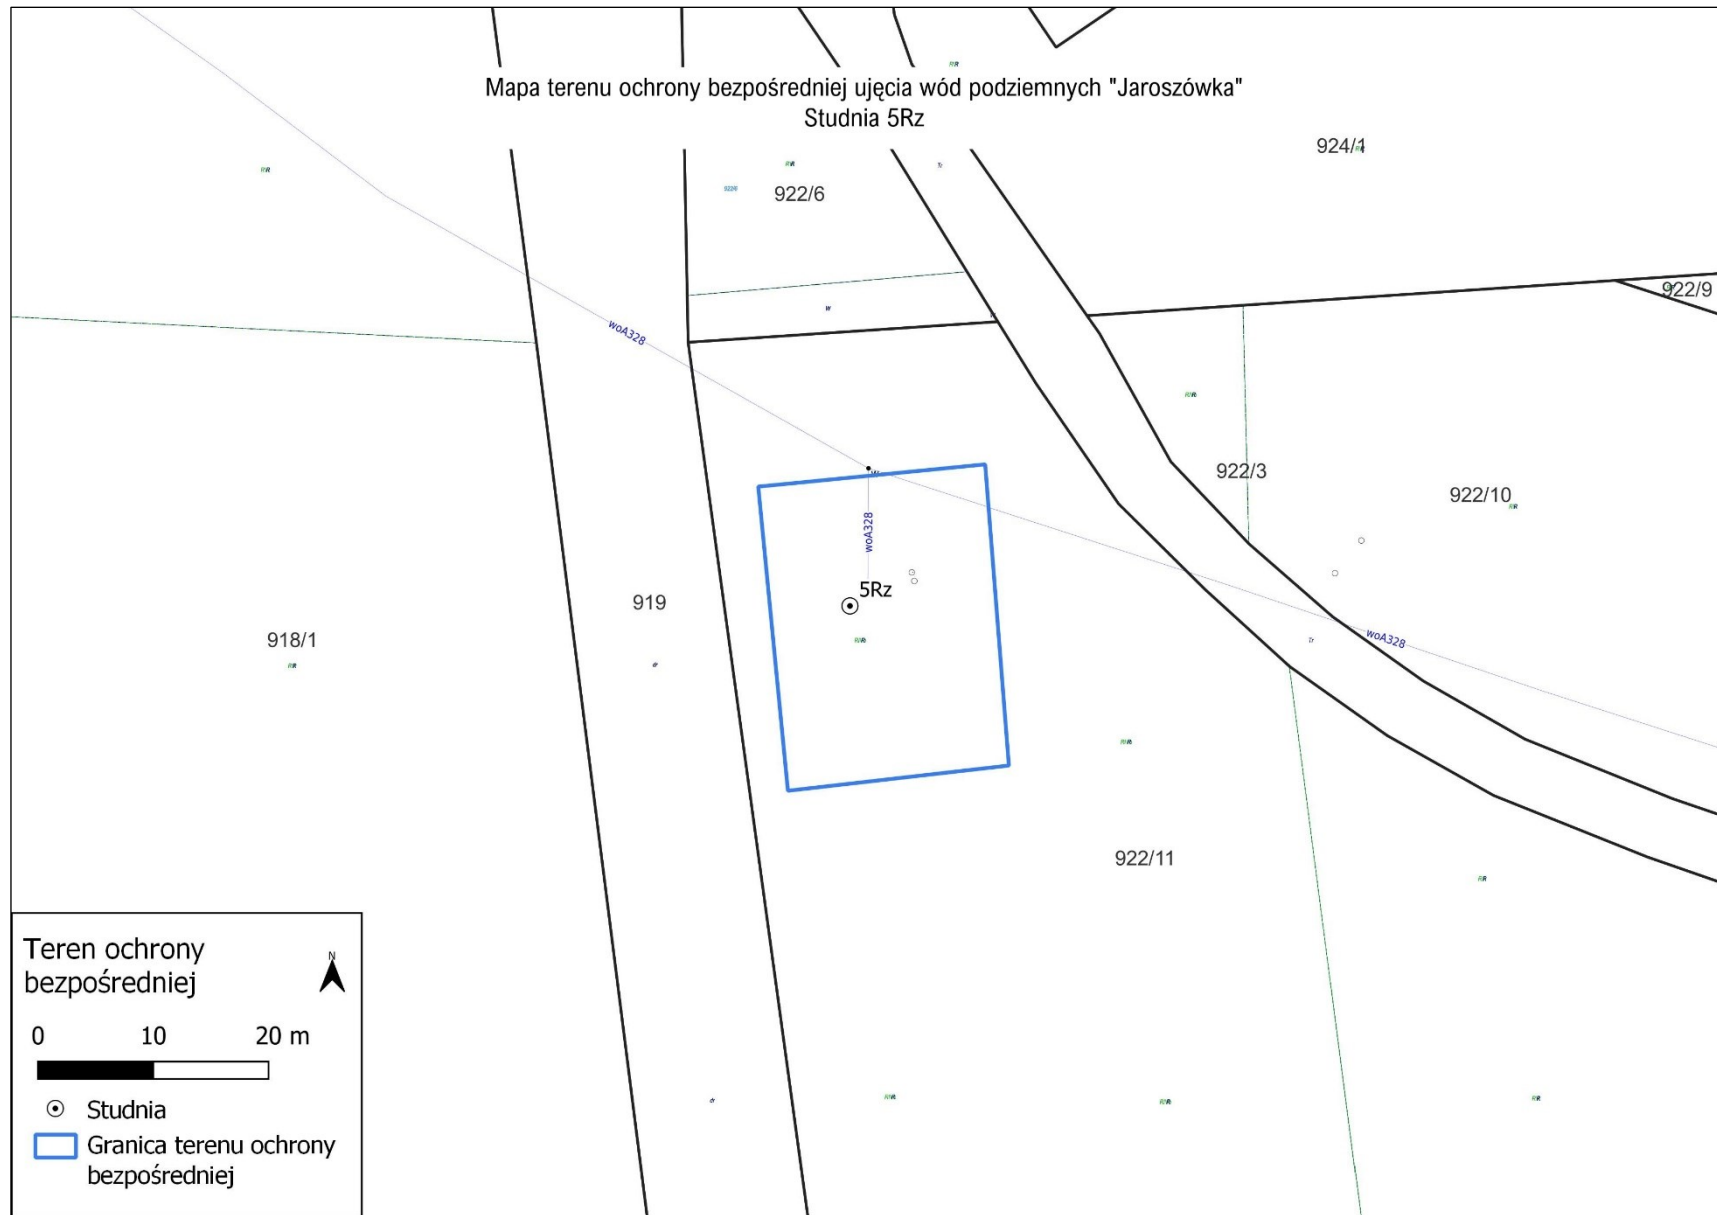 Mapa terenu ochrony bezpośredniej ujęcia wód podziemnych "Jaroszówka"
Studnia 5Rz
924/1
922/6
922/9
woA328
922/3
922/10
woA328
5Rz
919
918/1
woA328
922/11
Teren ochrony
bezpośredniej
N
0 10 20 m
Studnia
Granica terenu ochrony
bezpośredniej